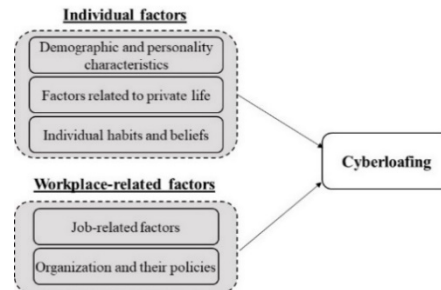 Individual factors
Demographic and personality
characteristics
Factors related to private life
Individual habits and beliefs
Cyberloafing
Workplace-related factors
Job-related factors
Organization and their policies